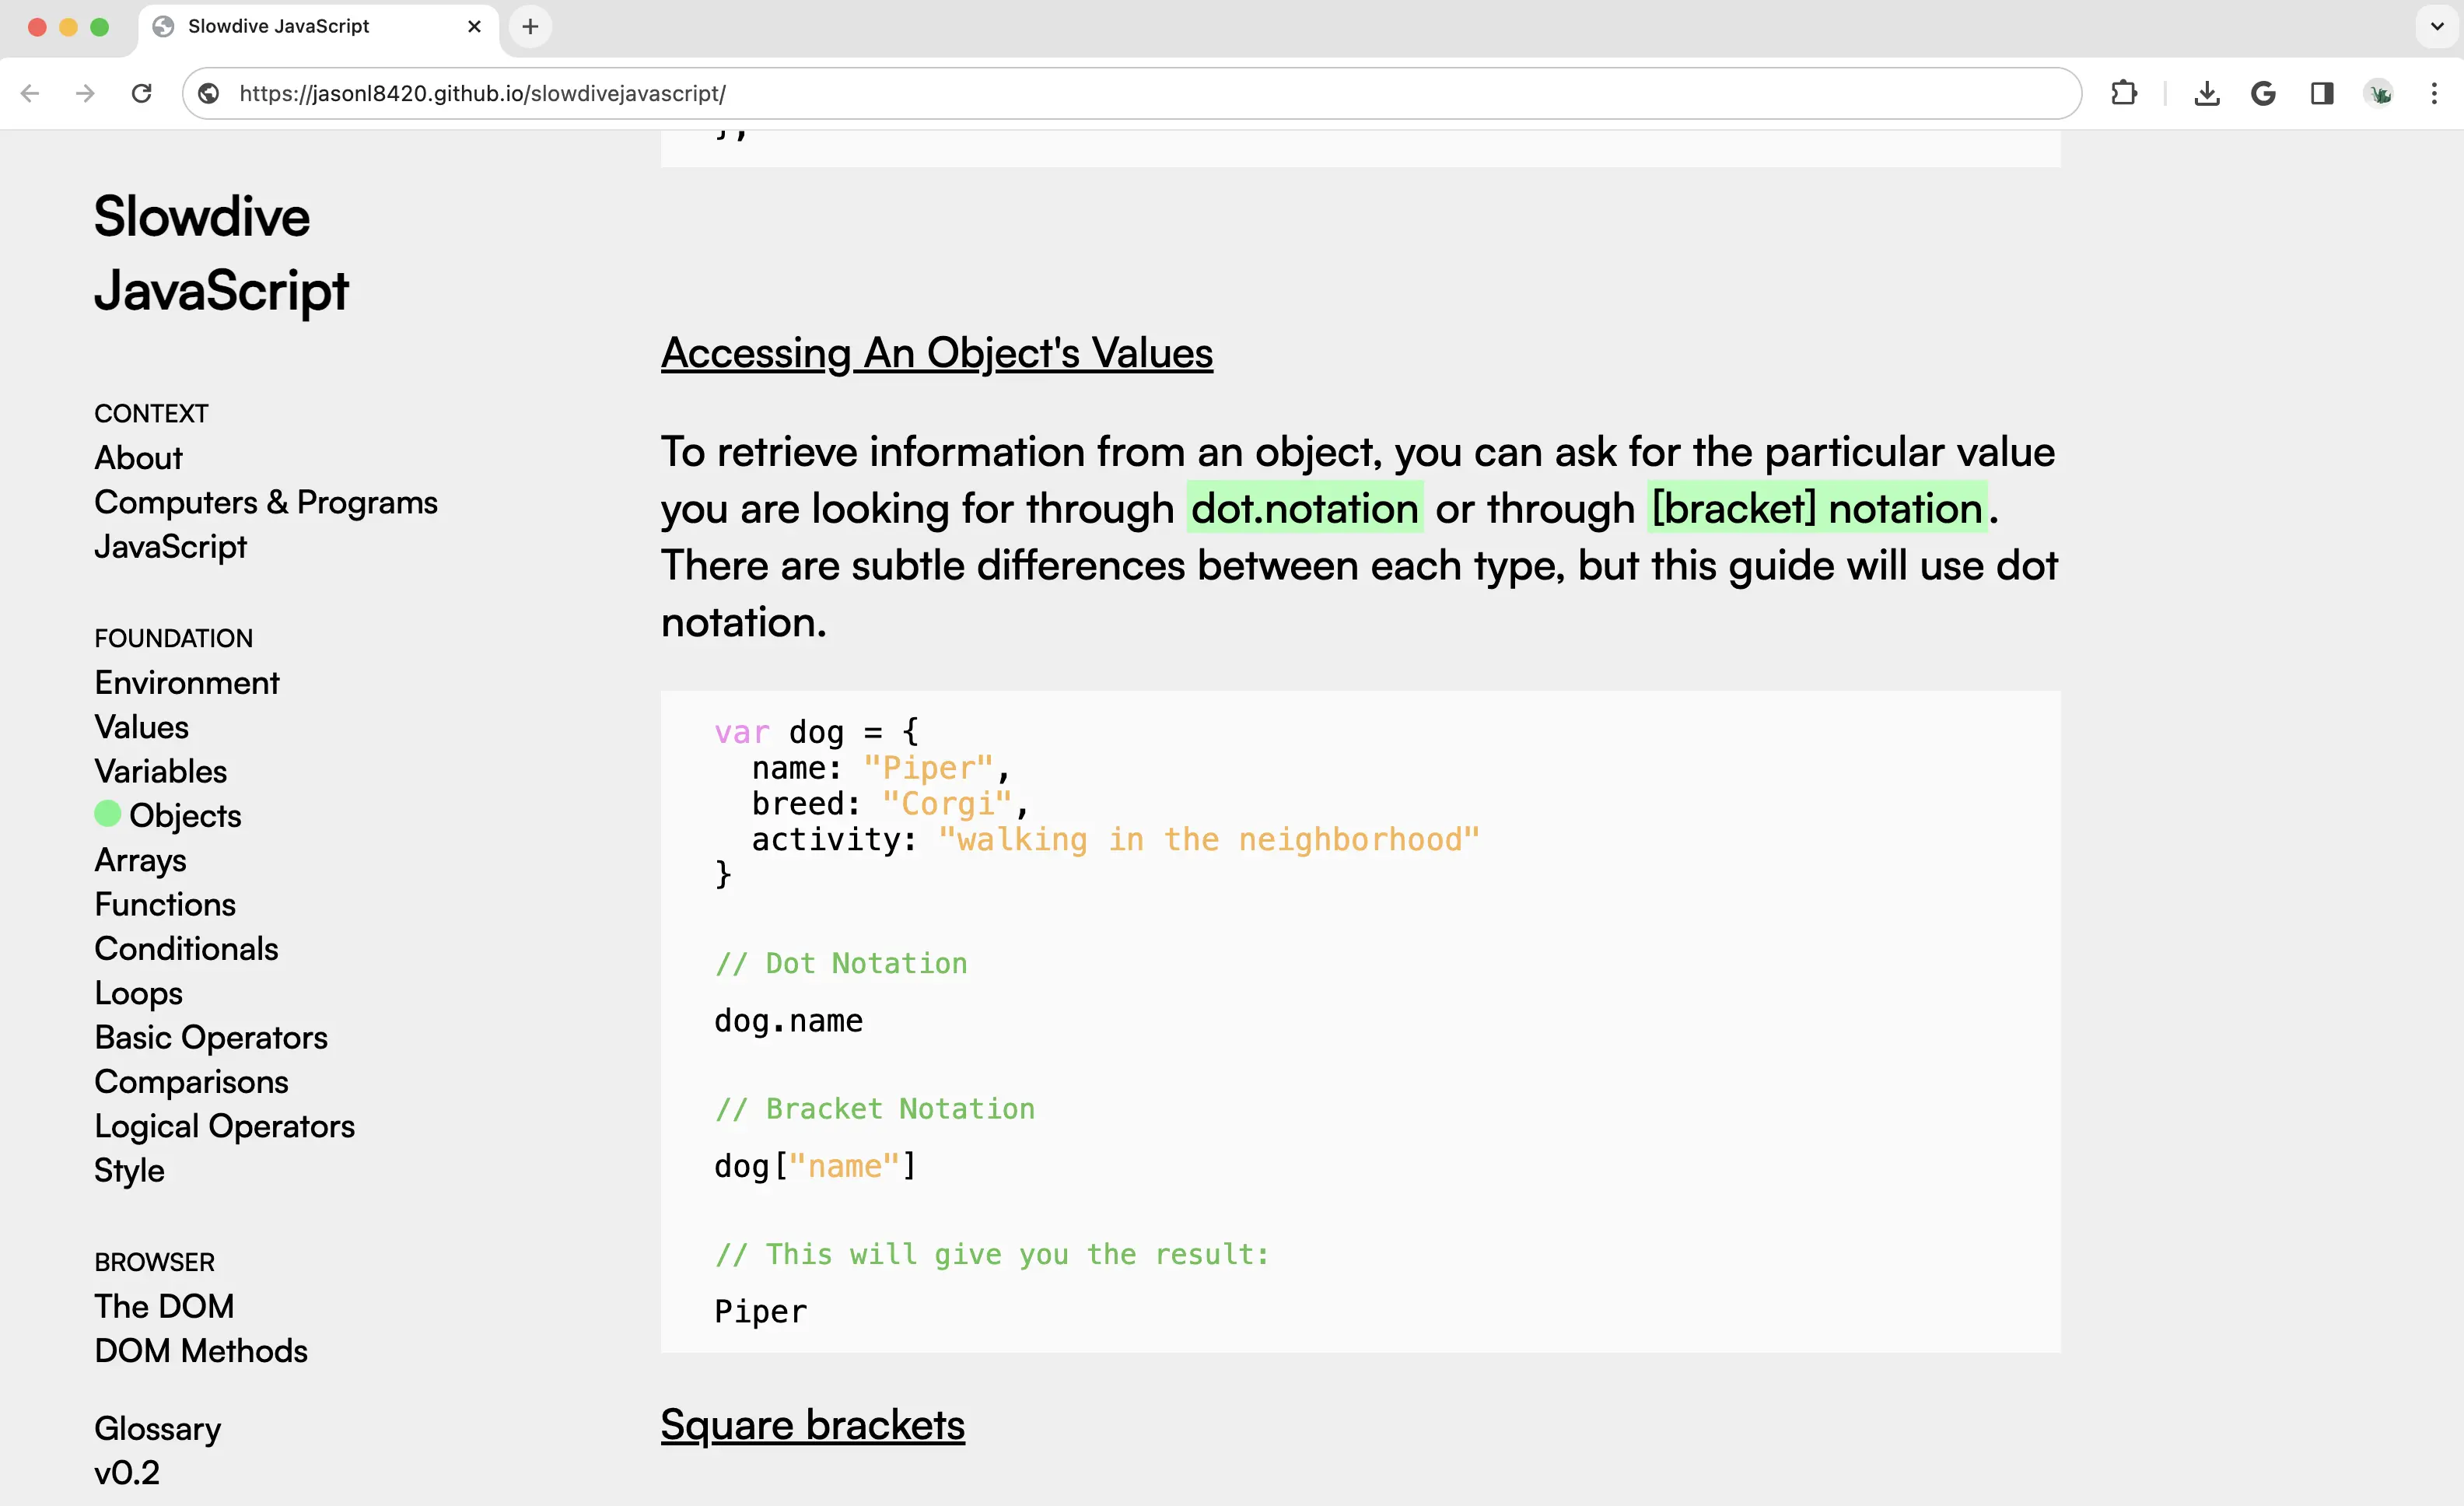 Slowdive JavaScript
https://jasonl8420.github.io/slowdivejavascript/
Slowdive
JavaScript
CONTEXT
About
Computers & Programs
JavaScript
FOUNDATION
Environment
Values
Variables
Objects
Arrays
Functions
Conditionals
Loops
Basic Operators
Comparisons
Logical Operators
Style
BROWSER
The DOM
DOM Methods
Glossary
v0.2
};
Accessing An Object's Values
To retrieve information from an object, you can ask for the particular value
you are looking for through dot.notation or through [bracket] notation.
There are subtle differences between each type, but this guide will use dot
notation.
var dog = {
  name: "Piper",
  breed: "Corgi",
  activity: "walking in the neighborhood"
}
// Dot Notation
dog.name
// Bracket Notation
dog["name"]
// This will give you the result:
Piper
Square brackets